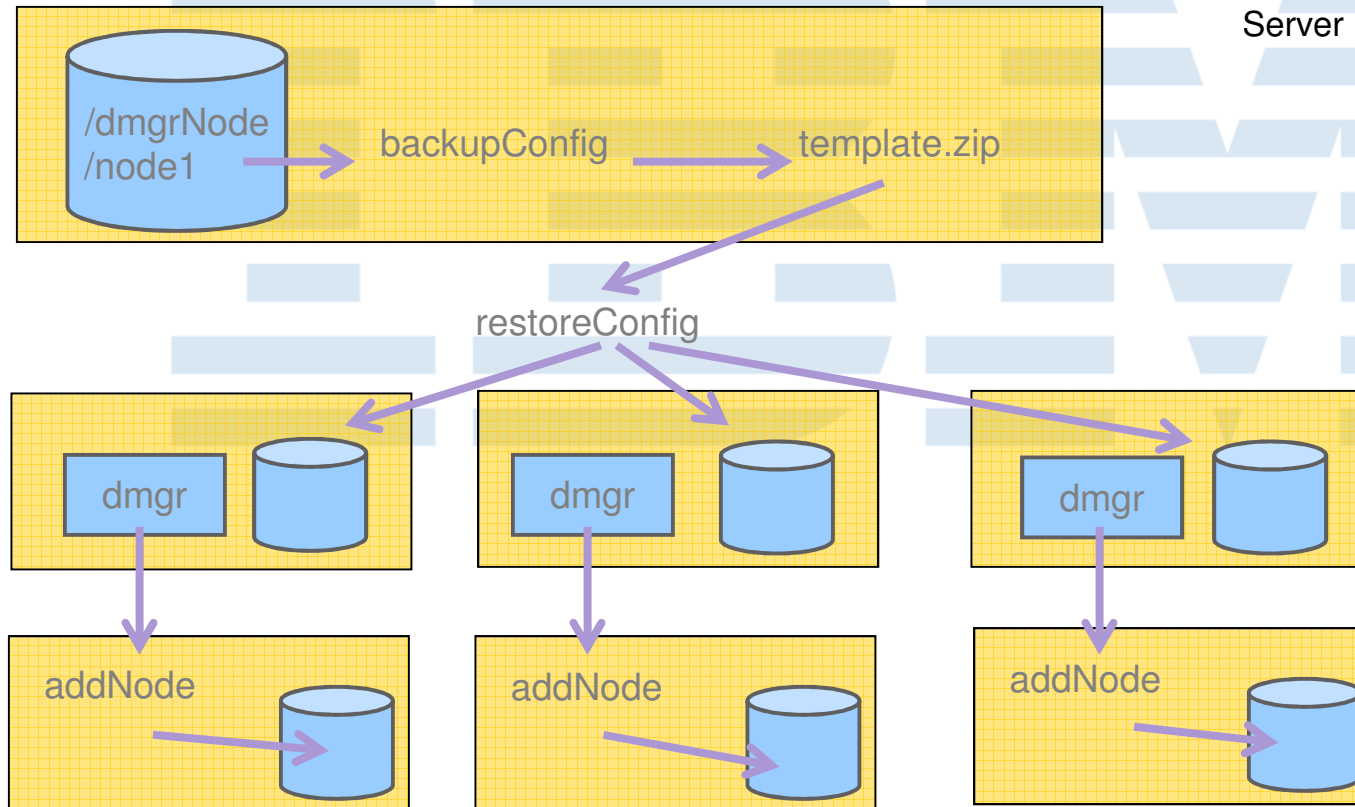 Server
/dmgrNode
/node1
backupConfig
template.zip
restoreConfig
dmgr
dmgr
dmgr
addNode
addNode
addNode